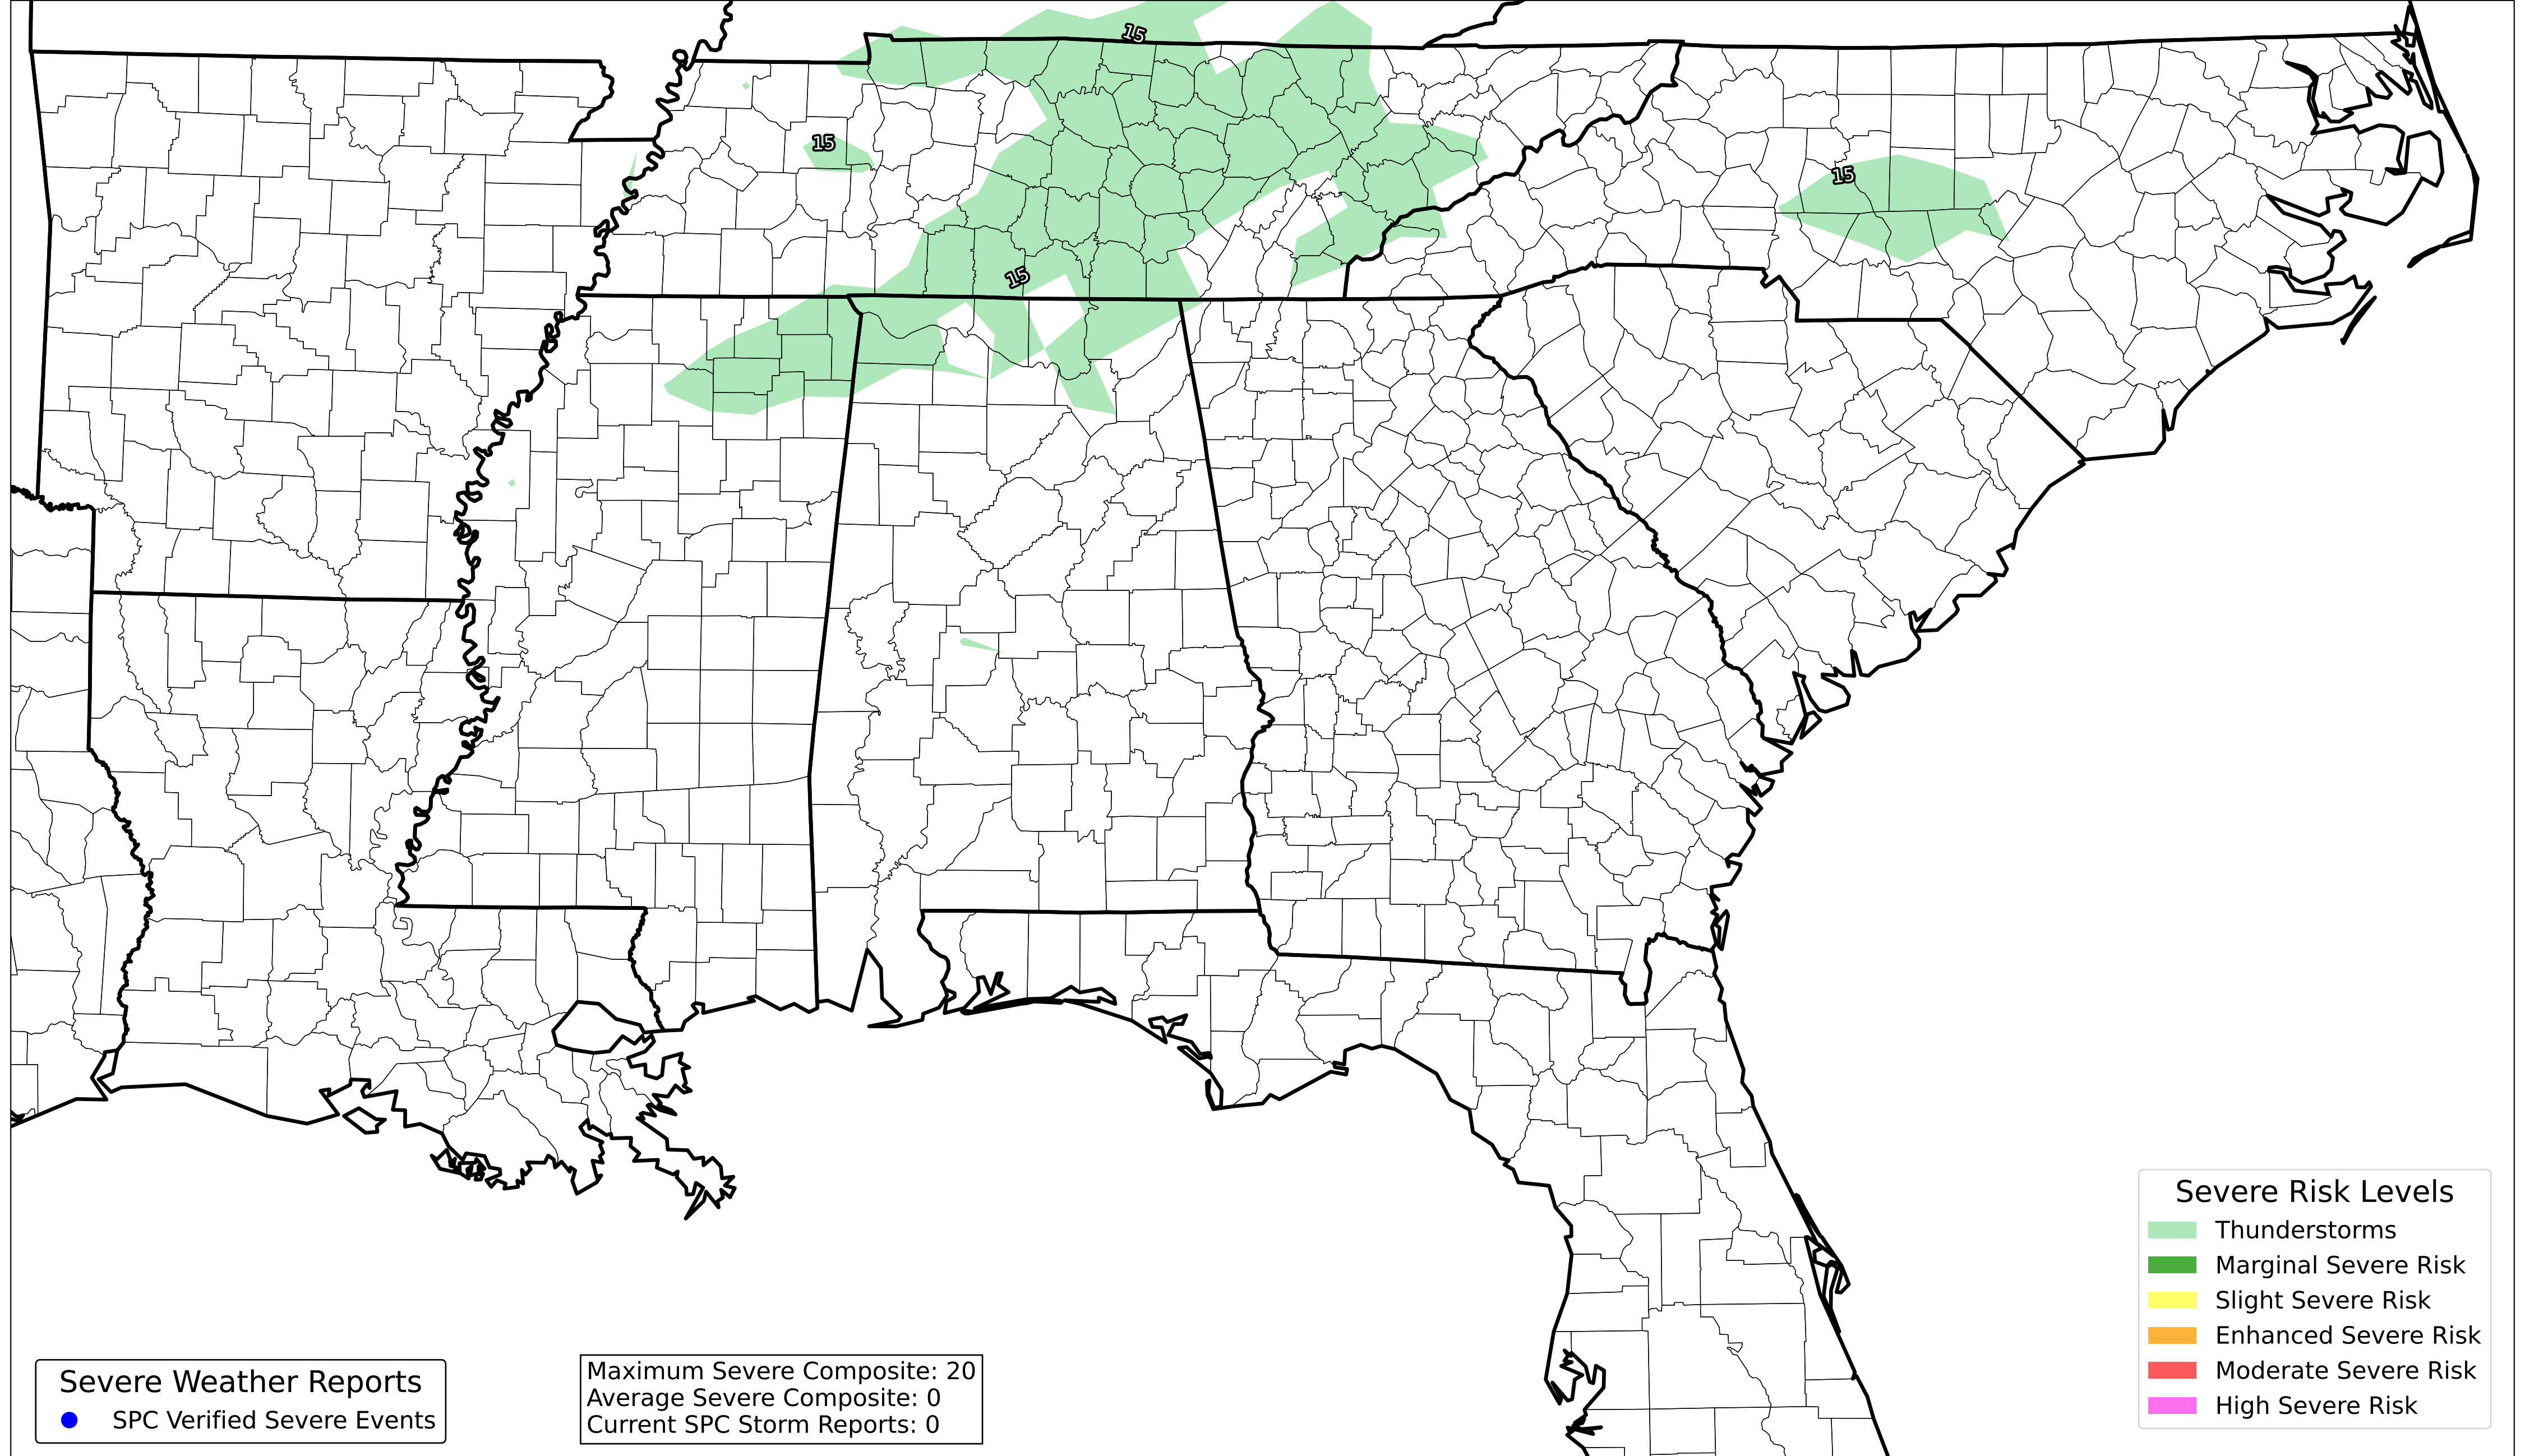 15
15
15
15
Severe Risk Levels
Thunderstorms
Marginal Severe Risk
Slight Severe Risk
Enhanced Severe Risk
Moderate Severe Risk
High Severe Risk
Severe Weather Reports
SPC Verified Severe Events
Maximum Severe Composite: 20
Average Severe Composite: 0
Current SPC Storm Reports: 0